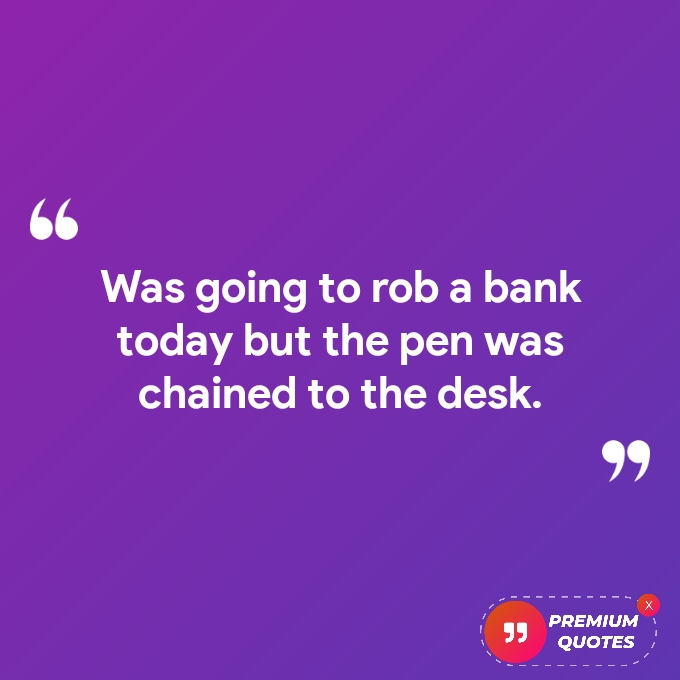 “
Was going to rob a bank
today but the pen was
chained to the desk.
”
X
” PREMIUM
QUOTES